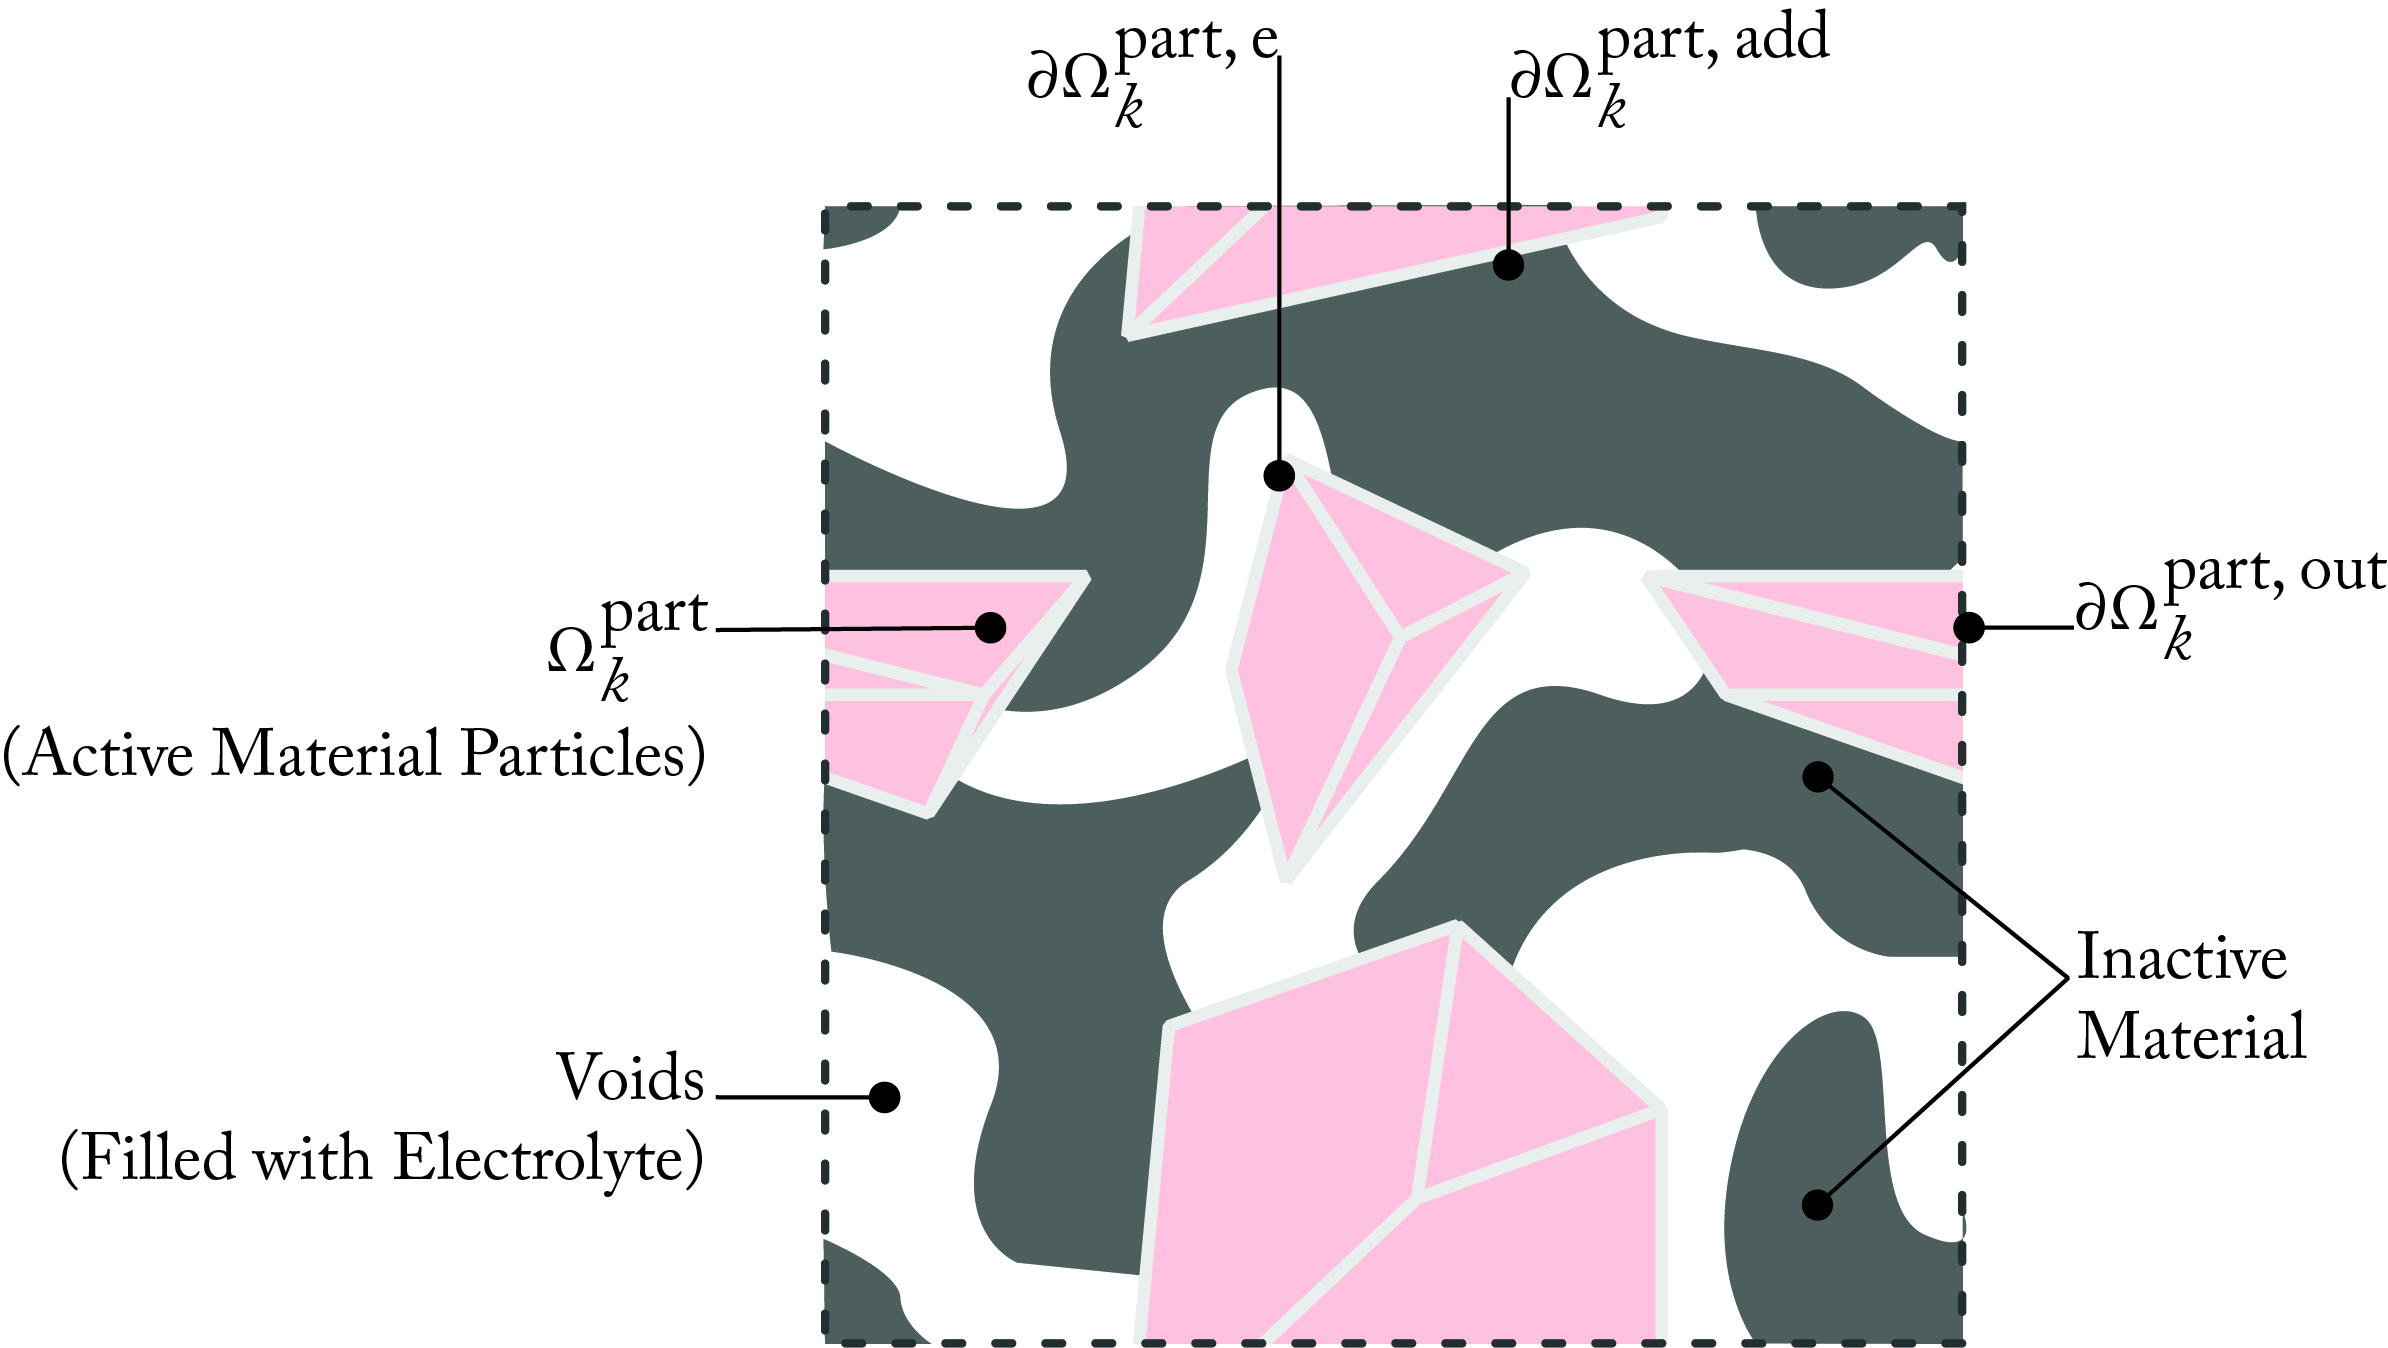 ∂Ω_k^{part, e}
∂Ω_k^{part, add}
∂Ω_k^{part, out}
Ω_k^{part}
(Active Material Particles)
Inactive
Material
Voids
(Filled with Electrolyte)